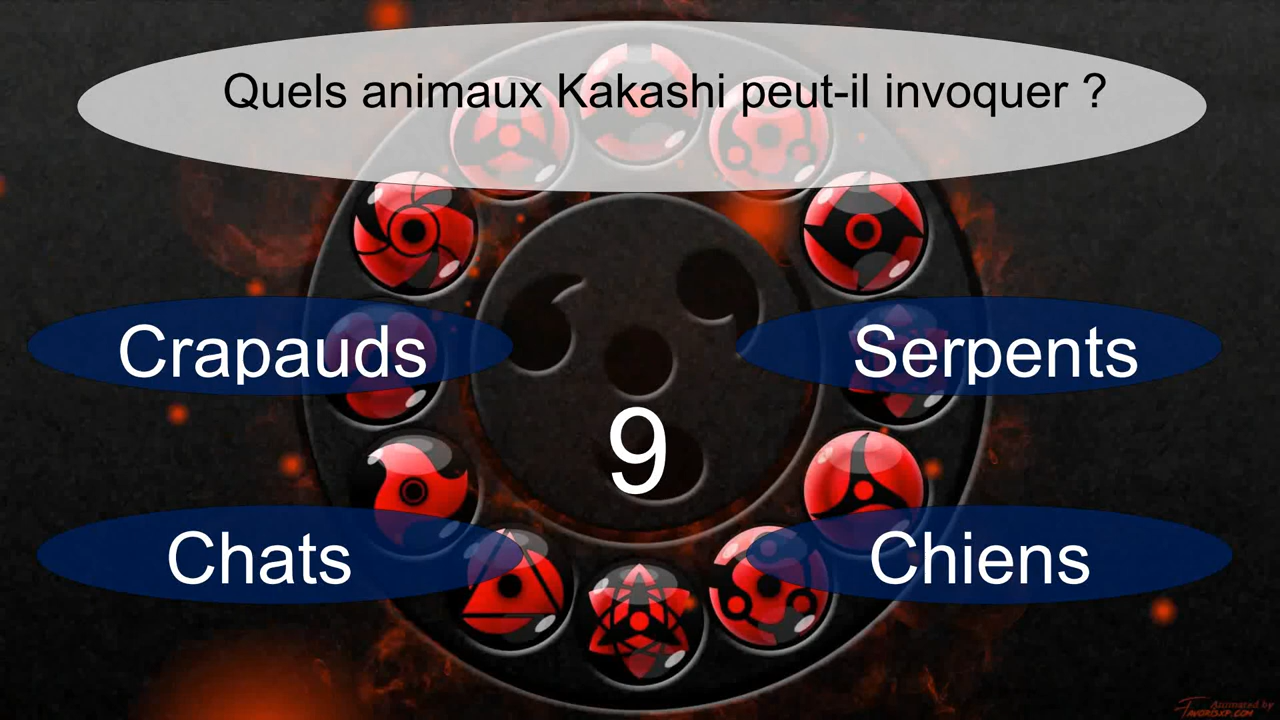 Quels animaux Kakashi peut-il invoquer ?
Crapauds
Serpents
9
Chats
Chiens